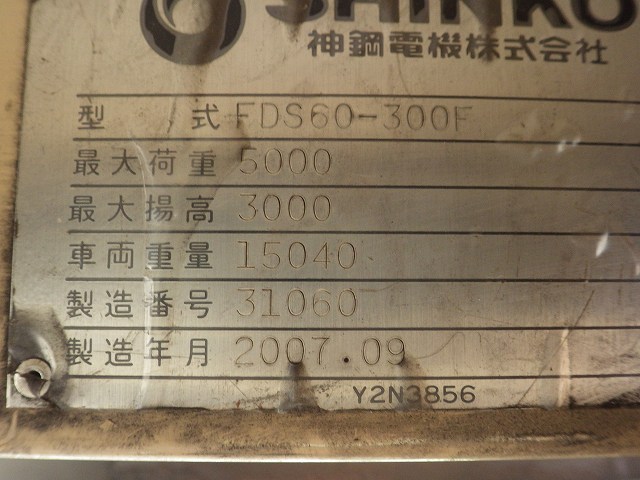 SHINKO
神鋼電機株式会社
型 式 FDS60-300F
最大荷重 5000
最大揚高 3000
車両重量 15040
製造番号 31060
製造年月 2007.09
Y2N3856